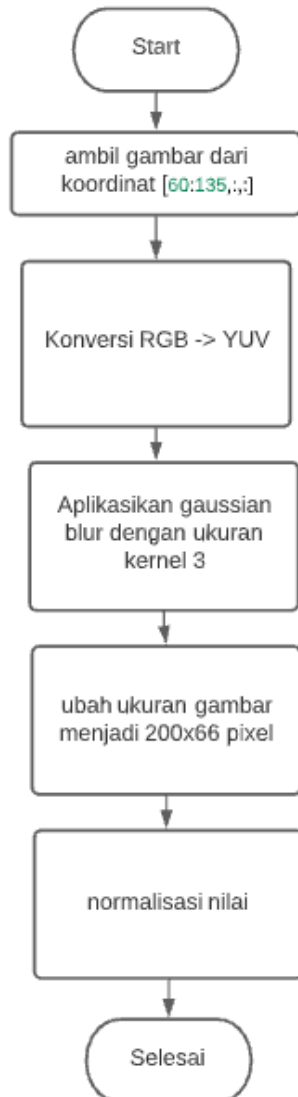 Start
ambil gambar dari
koordinat [60:135,:,:]
Konversi RGB -> YUV
Aplikasikan gaussian
blur dengan ukuran
kernel 3
ubah ukuran gambar
menjadi 200x66 pixel
normalisasi nilai
Selesai